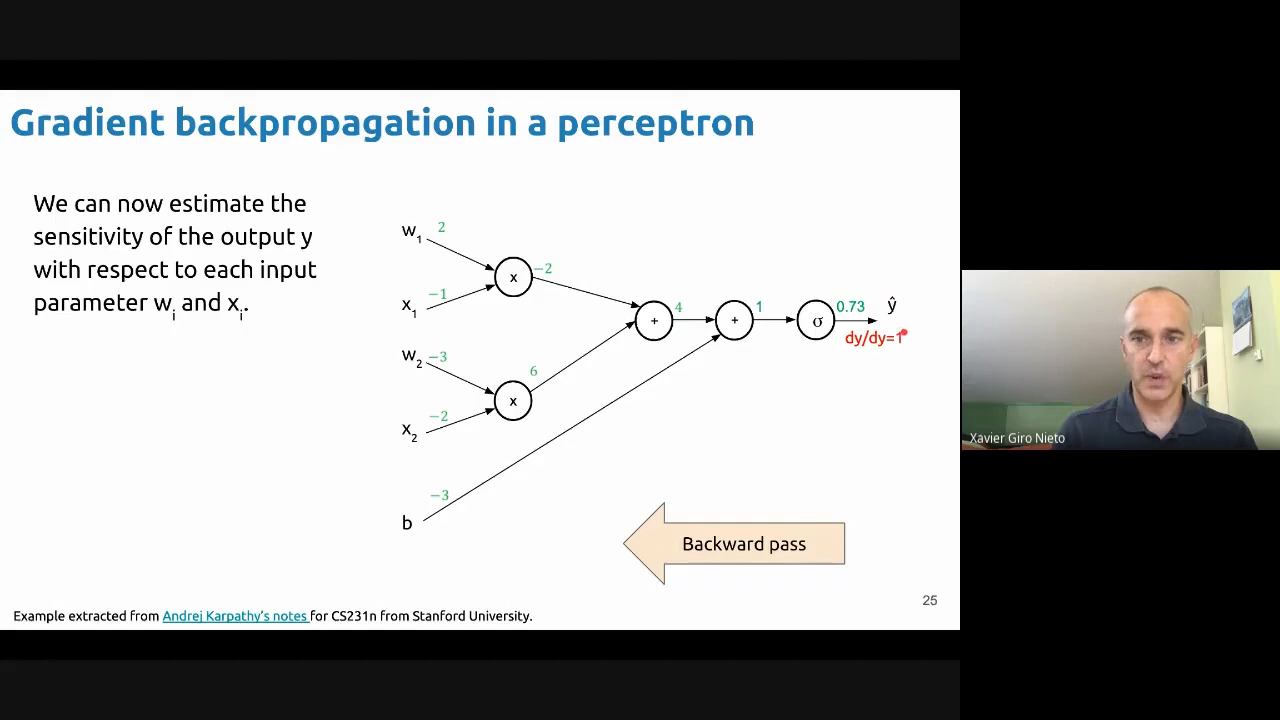 Gradient backpropagation in a perceptron
We can now estimate the
sensitivity of the output y
with respect to each input
parameter wi and xi.
w1 2
x1 −1
x −2
w2 −3
x2 −2
x 6
b −3
+ 4
+ 1
σ 0.73
ŷ
dy/dy=1
Backward pass
25
Example extracted from Andrej Karpathy's notes for CS231n from Stanford University.
Xavier Giro Nieto